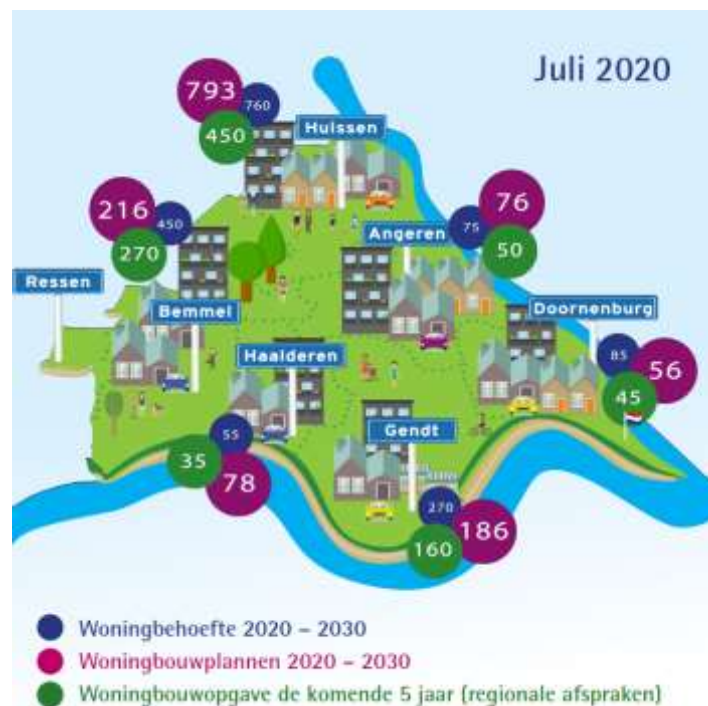 Juli 2020
793
760
450
Huissen
216
450
270
Angeren
75
76
50
Ressen
Bemmel
Doornenburg
Haalderen
85
56
45
Gendt
55
35
78
270
186
160
Woningbehoefte 2020 – 2030
Woningbouwplannen 2020 – 2030
Woningbouwopgave de komende 5 jaar (regionale afspraken)